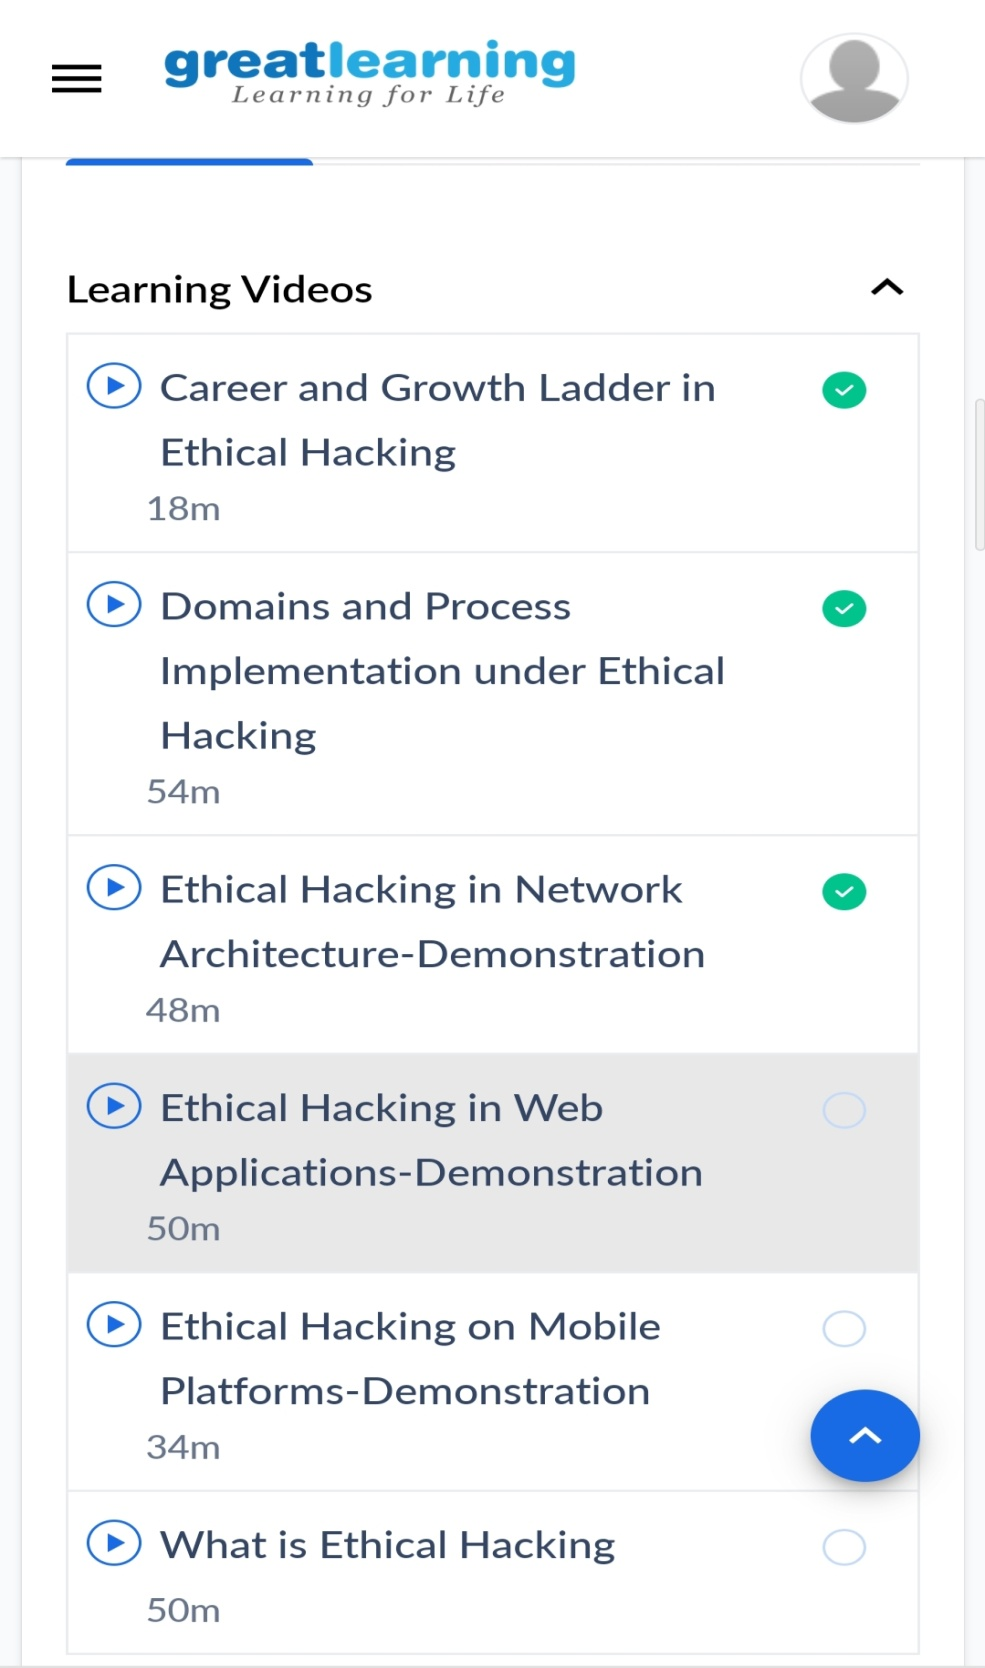 greatlearning
Learning for Life
Learning Videos
Career and Growth Ladder in
Ethical Hacking
18m
Domains and Process
Implementation under Ethical
Hacking
54m
Ethical Hacking in Network
Architecture-Demonstration
48m
Ethical Hacking in Web
Applications-Demonstration
50m
Ethical Hacking on Mobile
Platforms-Demonstration
34m
What is Ethical Hacking
50m